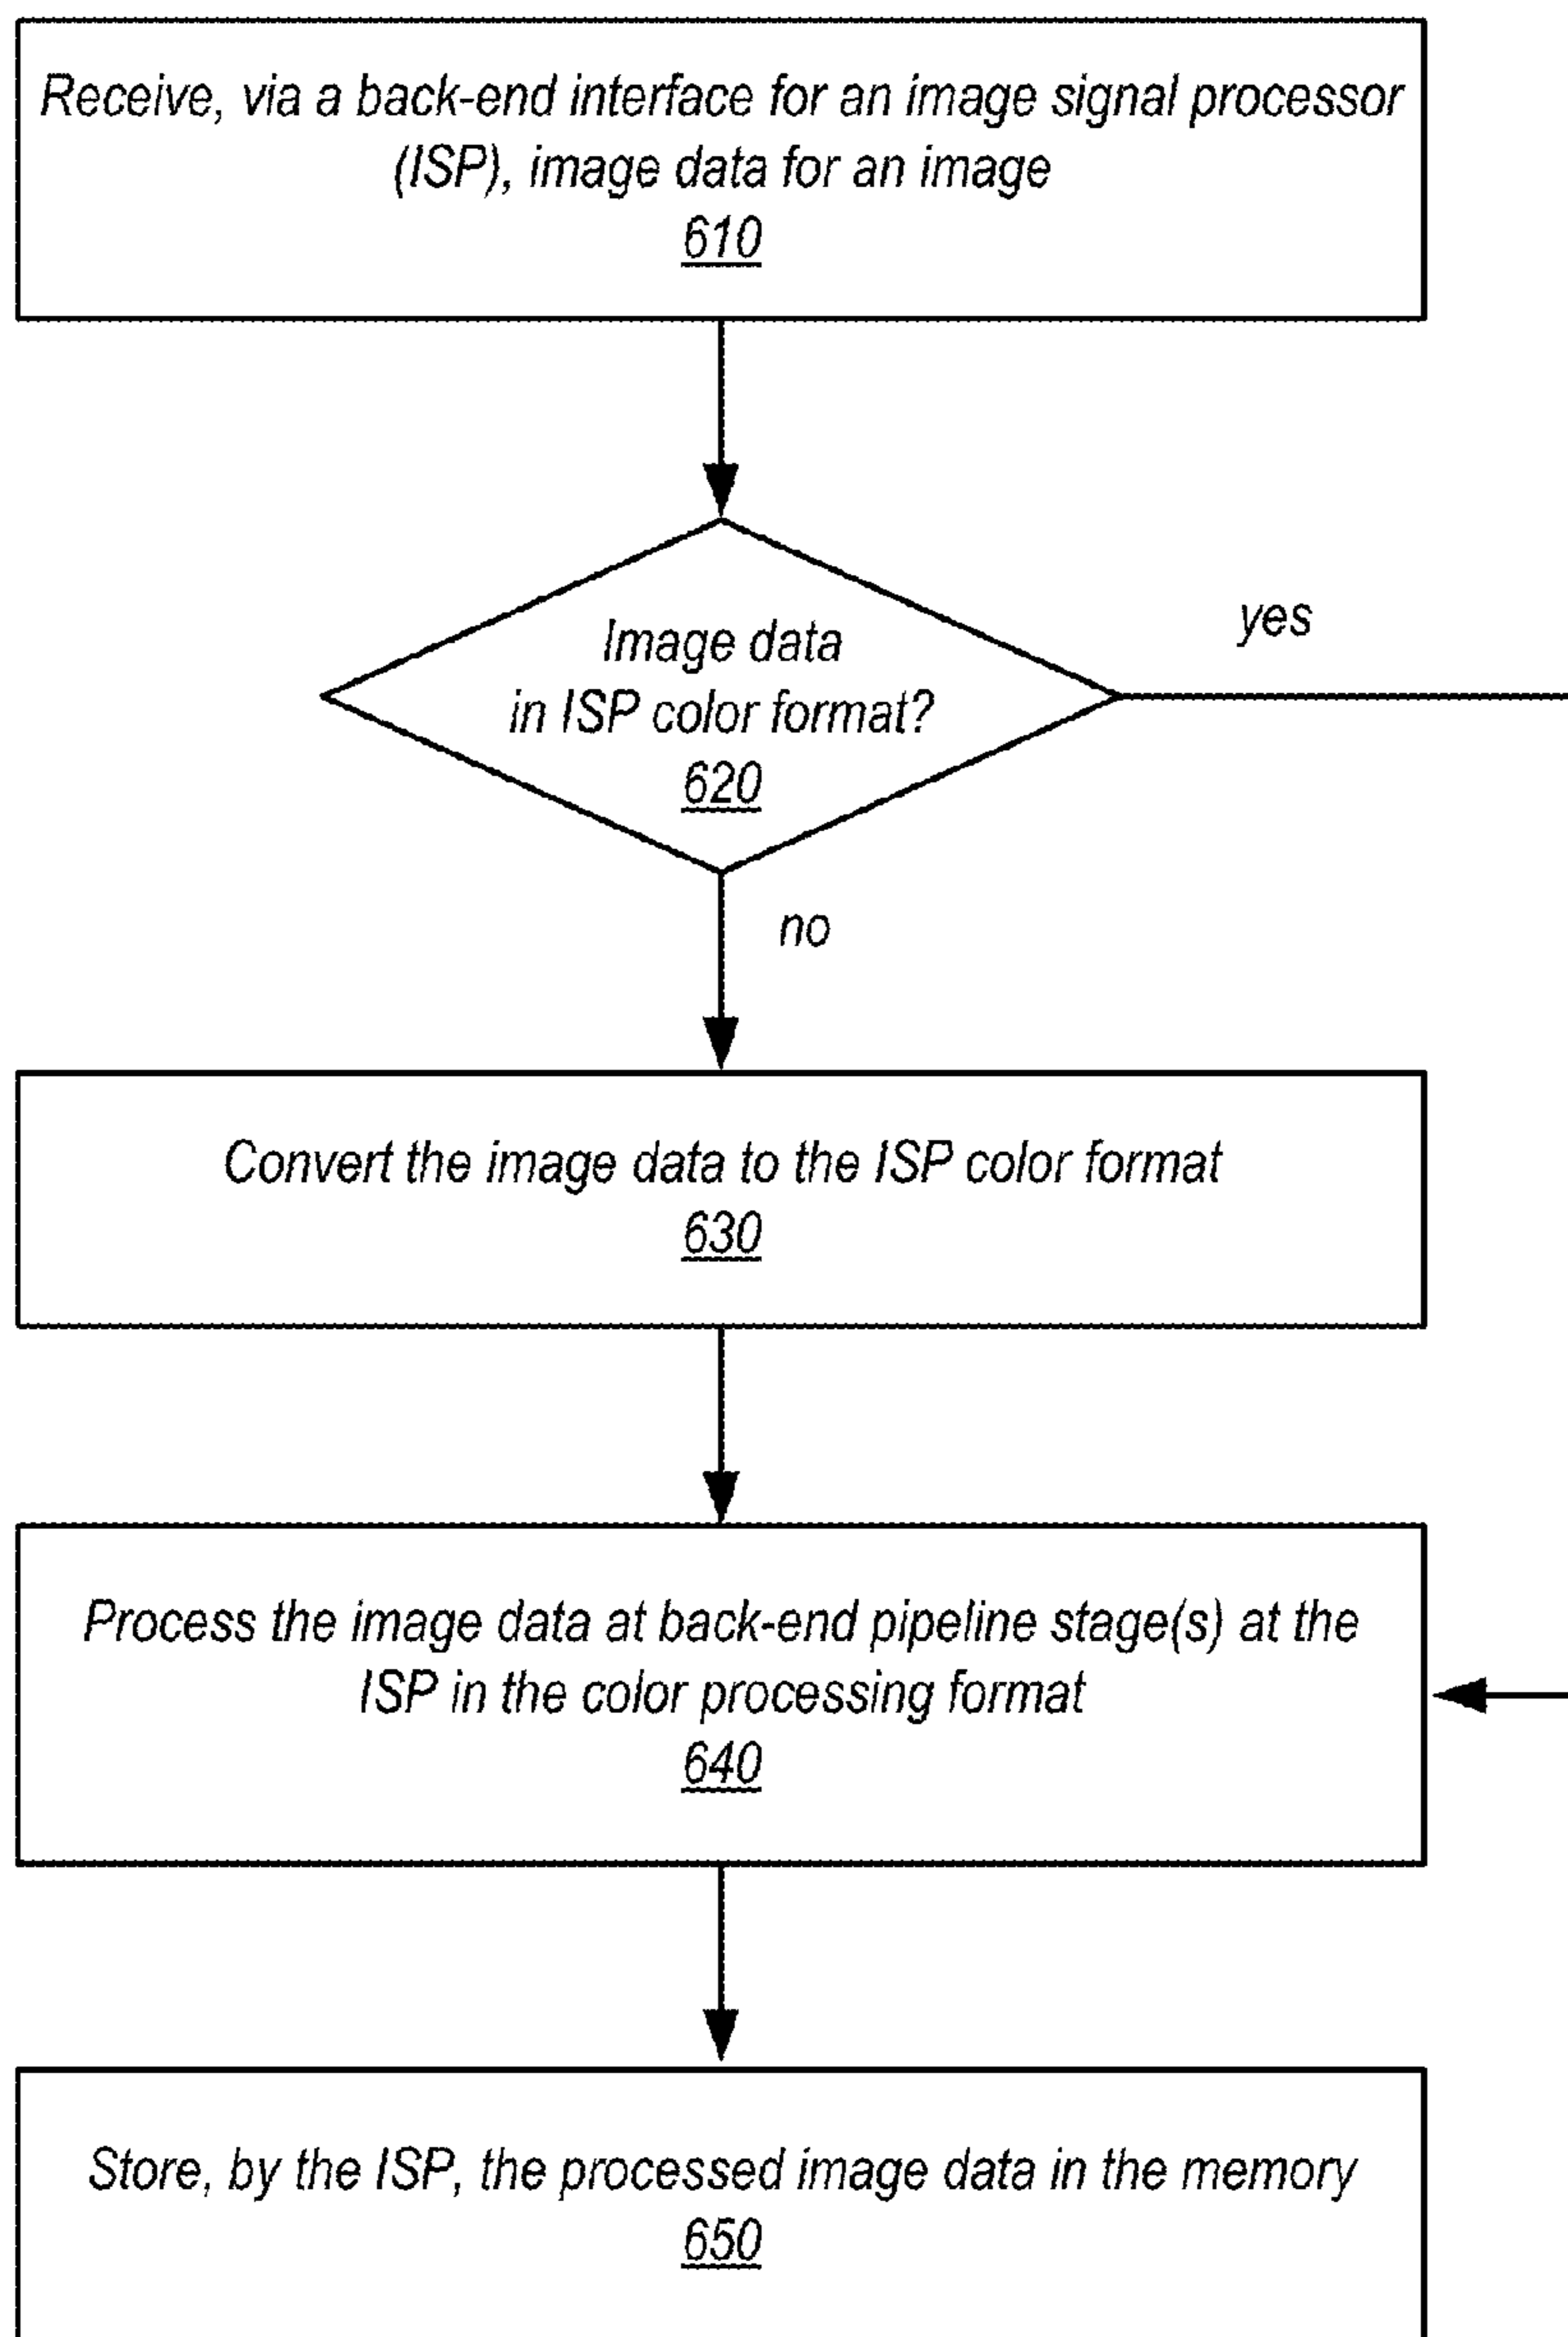 Receive, via a back-end interface for an image signal processor
(ISP), image data for an image
610
Image data
in ISP color format?
620
yes
no
Convert the image data to the ISP color format
630
Process the image data at back-end pipeline stage(s) at the
ISP in the color processing format
640
Store, by the ISP, the processed image data in the memory
650